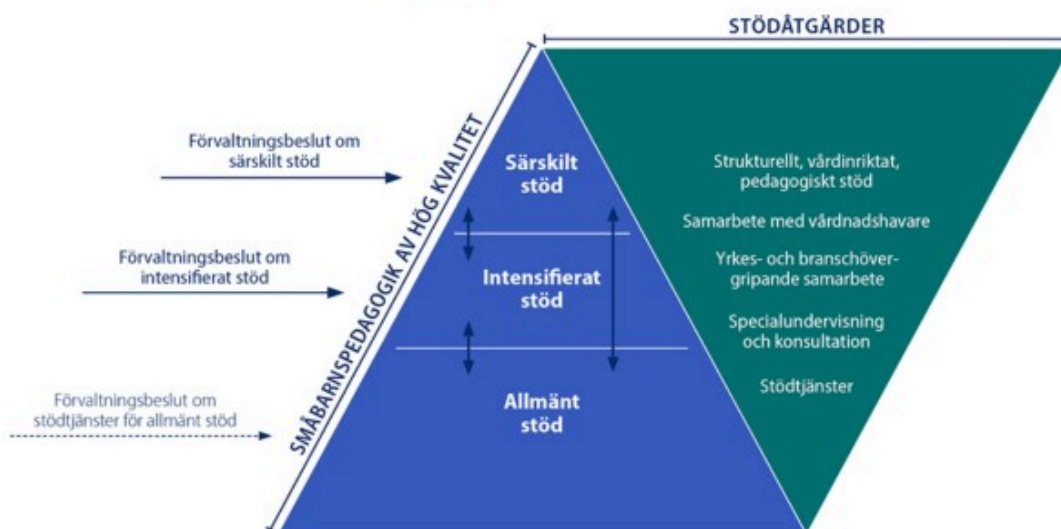 STÖDÅTGÄRDER
SMÅBARNSPEDAGOGIK AV HÖG KVALITET
Förvaltningsbeslut om
särskilt stöd
Förvaltningsbeslut om
intensifierat stöd
Förvaltningsbeslut om
stödtjänster för allmänt stöd
Särskilt
stöd
Intensifierat
stöd
Allmänt
stöd
Strukturellt, vårdinriktat,
pedagogiskt stöd
Samarbete med vårdnadshavare
Yrkes- och branschöver-
gripande samarbete
Specialundervisning
och konsultation
Stödtjänster